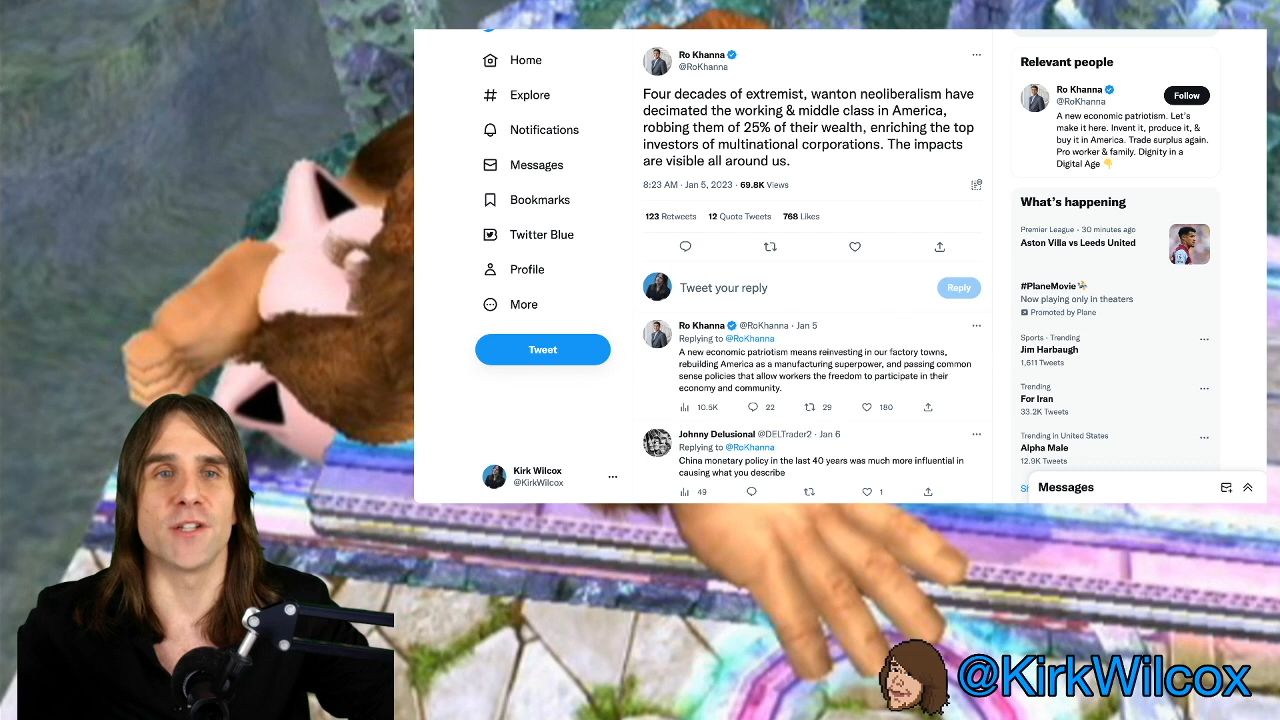 Home
Explore
Notifications
Messages
Bookmarks
Twitter Blue
Profile
More
Tweet
Kirk Wilcox
@KirkWilcox
Ro Khanna
@RoKhanna
Four decades of extremist, wanton neoliberalism have
decimated the working & middle class in America,
robbing them of 25% of their wealth, enriching the top
investors of multinational corporations. The impacts
are visible all around us.
8:23 AM · Jan 5, 2023 · 69.8K Views
123 Retweets 12 Quote Tweets 768 Likes
Tweet your reply
Reply
Ro Khanna @RoKhanna · Jan 5
Replying to @RoKhanna
A new economic patriotism means reinvesting in our factory towns,
rebuilding America as a manufacturing superpower, and passing common
sense policies that allow workers the freedom to participate in their
economy and community.
10.5K 22 29 180
Johnny Delusional @DELTrader2 · Jan 6
Replying to @RoKhanna
China monetary policy in the last 40 years was much more influential in
causing what you describe
49 1
Relevant people
Ro Khanna
@RoKhanna
Follow
A new economic patriotism. Let's
make it here. Invent it, produce it, &
buy it in America. Trade surplus again.
Pro worker & family. Dignity in a
Digital Age 👇
What's happening
Premier League · 30 minutes ago
Aston Villa vs Leeds United
#PlaneMovie
Now playing only in theaters
Promoted by Plane
Sports · Trending
Jim Harbaugh
1,611 Tweets
Trending
For Iran
33.2K Tweets
Trending in United States
Alpha Male
12.9K Tweets
Messages
@KirkWilcox